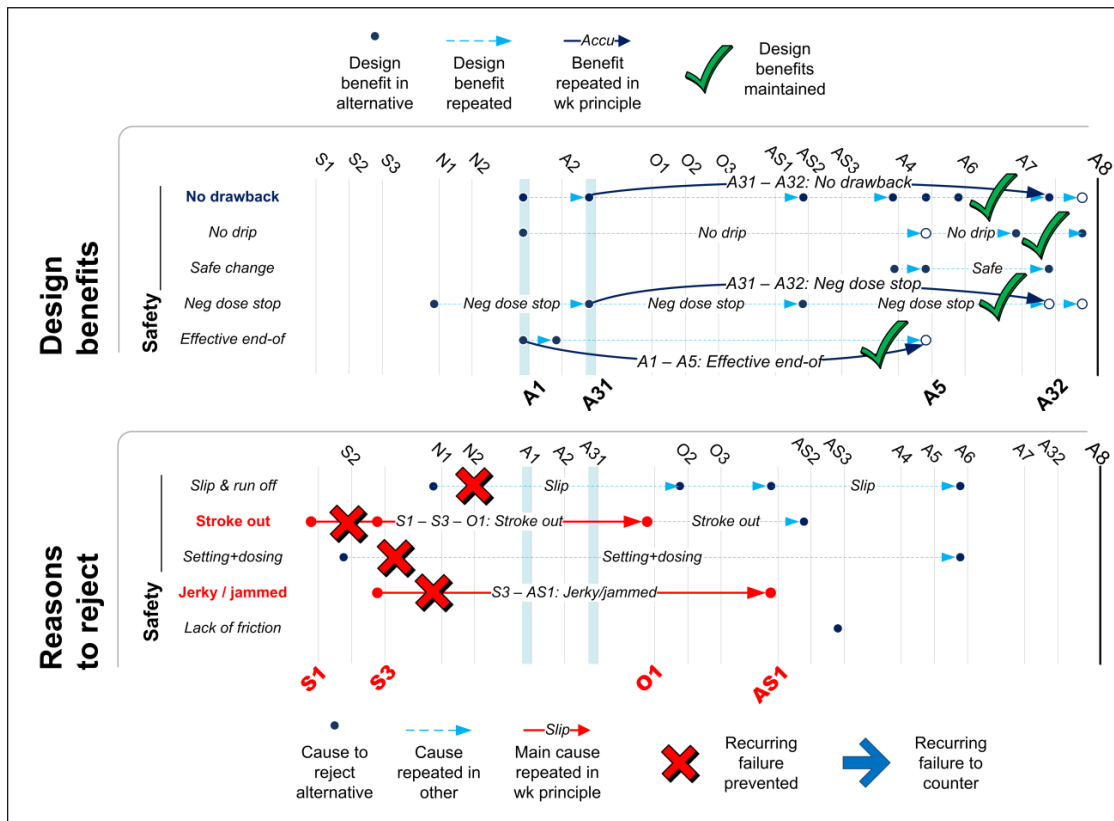 Accu
Design
benefit in
alternative
Design
benefit
repeated
Benefit
repeated in
wk principle
Design
benefits
maintained
S1
S2
S3
N1
N2
A2
O1
O2
O3
AS1
AS2
AS3
A4
A6
A7
A8
Design
benefits
Safety
No drawback
A31 – A32: No drawback
No drip
No drip
No drip
Safe change
Safe
A31 – A32: Neg dose stop
Neg dose stop
Neg dose stop
Neg dose stop
Neg dose stop
Effective end-of
A1 – A5: Effective end-of
A1
A31
A5
A32
S2
N1
N2
A1
A2
A31
O2
O3
AS2
AS3
A4
A5
A6
A7
A32
A8
Reasons
to reject
Safety
Slip & run off
Slip
Slip
Stroke out
S1 – S3 – O1: Stroke out
Stroke out
Setting+dosing
Setting+dosing
Jerky / jammed
S3 – AS1: Jerky/jammed
Lack of friction
S1
S3
O1
AS1
Slip
Cause to
reject
alternative
Cause
repeated in
other
Main cause
repeated in
wk principle
Recurring
failure
prevented
Recurring
failure to
counter